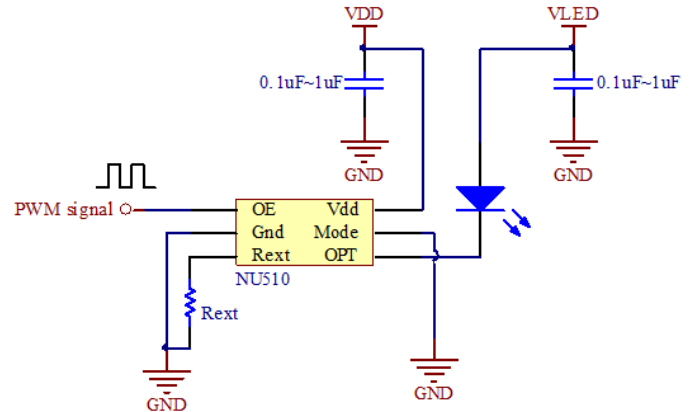 VDD
VLED
0.1uF~1uF
0.1uF~1uF
GND
GND
PWM signal
OE
Vdd
Gnd
Mode
Rext
OPT
NU510
Rext
GND
GND